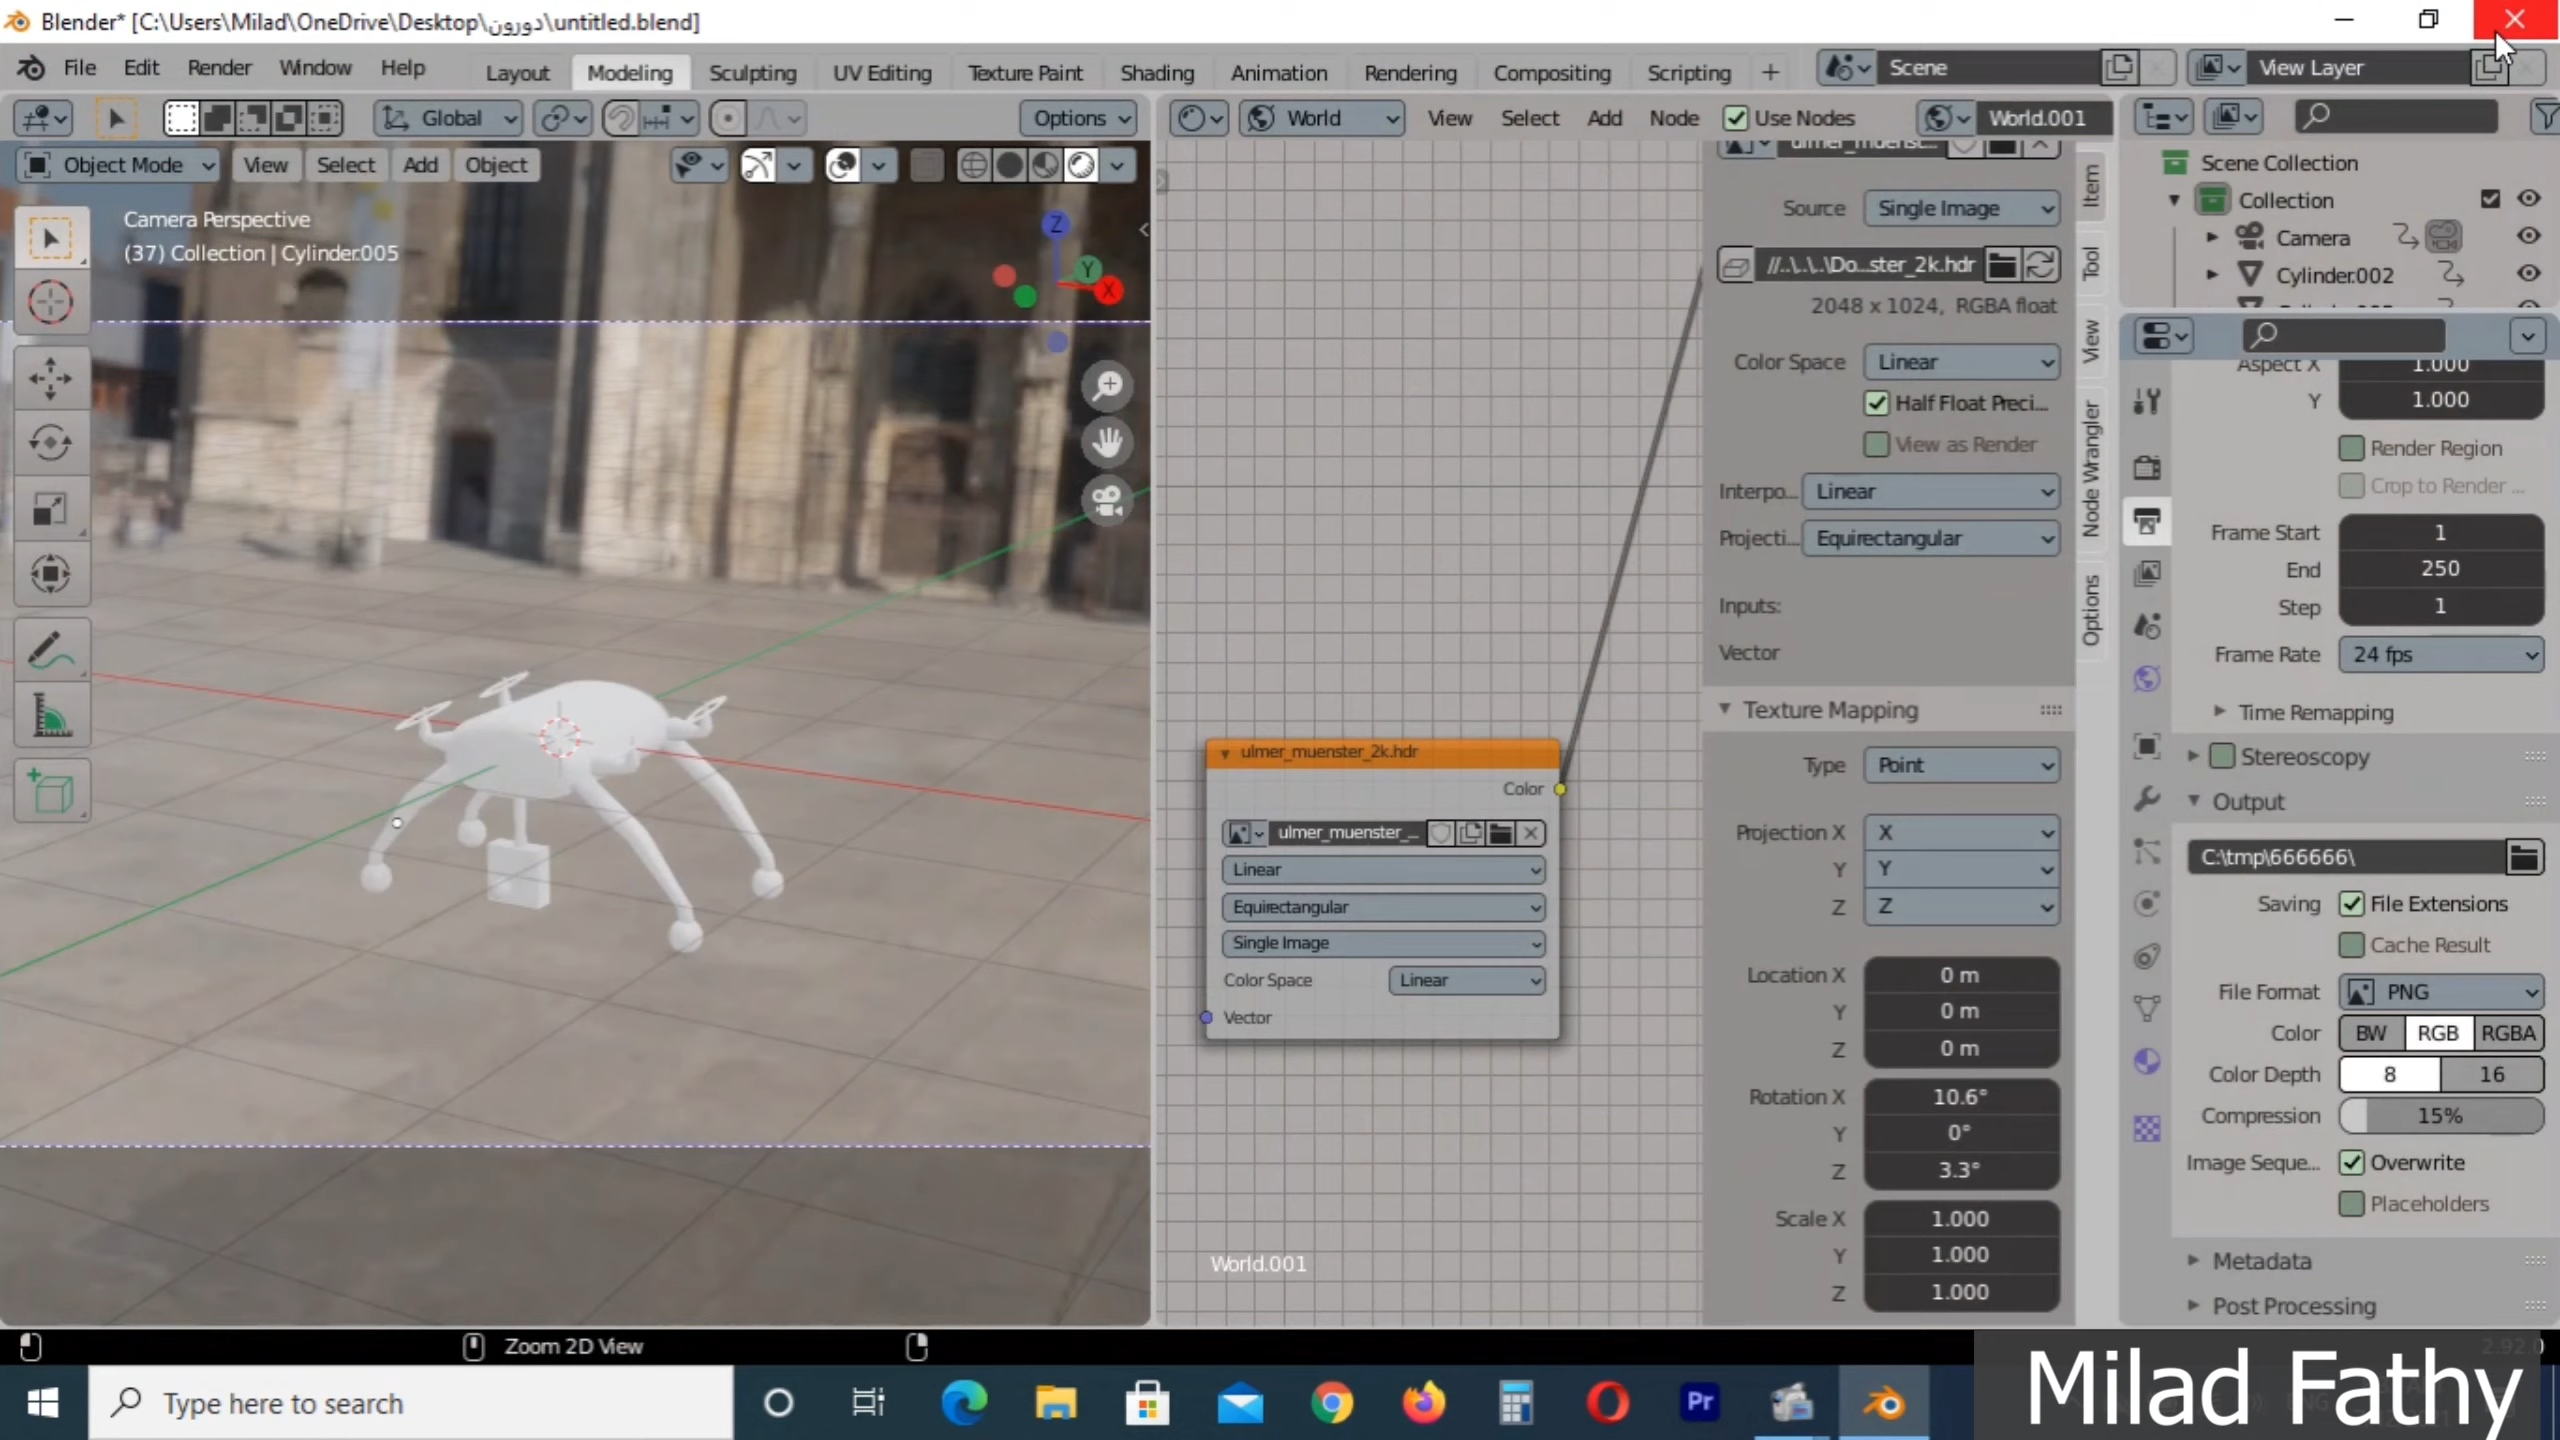 Blender* [C:\Users\Milad\OneDrive\Desktop\دورون\untitled.blend]
File Edit Render Window Help
Layout Modeling Sculpting UV Editing Texture Paint Shading Animation Rendering Compositing Scripting +
Scene
View Layer
Global
Options
World View Select Add Node Use Nodes World.001
Object Mode View Select Add Object
Camera Perspective
(37) Collection | Cylinder.005
Z
Y
X
Source Single Image
//..\..\..\Do...ster_2k.hdr
2048 x 1024, RGBA float
Color Space Linear
Half Float Preci...
View as Render
Interpo... Linear
Projecti... Equirectangular
Inputs:
Vector
Texture Mapping
Type Point
Projection X X
Y Y
Z Z
Location X 0 m
Y 0 m
Z 0 m
Rotation X 10.6°
Y 0°
Z 3.3°
Scale X 1.000
Y 1.000
Z 1.000
Item
Tool
View
Node Wrangler
Options
ulmer_muenster_2k.hdr
Color
ulmer_muenster_...
Linear
Equirectangular
Single Image
Color Space Linear
Vector
World.001
Scene Collection
Collection
Camera
Cylinder.002
Aspect X 1.000
Y 1.000
Render Region
Crop to Render ...
Frame Start 1
End 250
Step 1
Frame Rate 24 fps
Time Remapping
Stereoscopy
Output
C:\tmp\666666\
Saving File Extensions
Cache Result
File Format PNG
Color BW RGB RGBA
Color Depth 8 16
Compression 15%
Image Seque... Overwrite
Placeholders
Metadata
Post Processing
Zoom 2D View
2.92.0
Type here to search
Pr
Milad Fathy